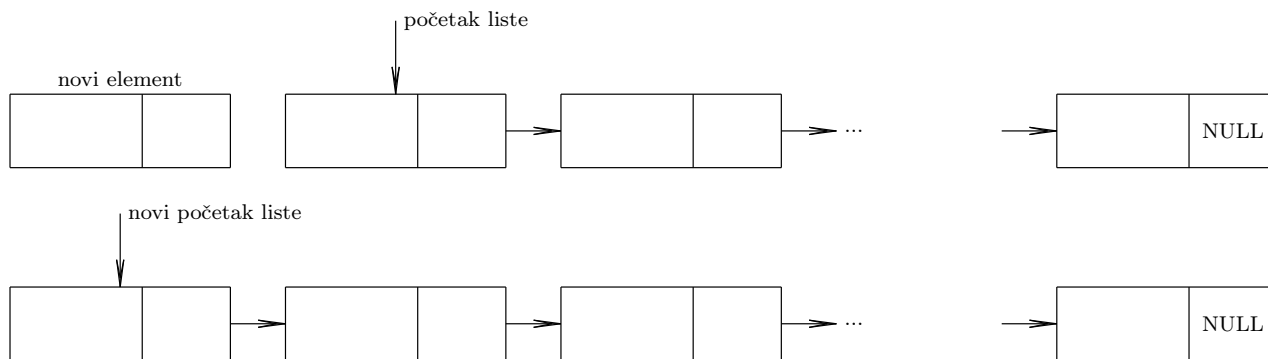 početak liste
novi element
...
NULL
novi početak liste
...
NULL